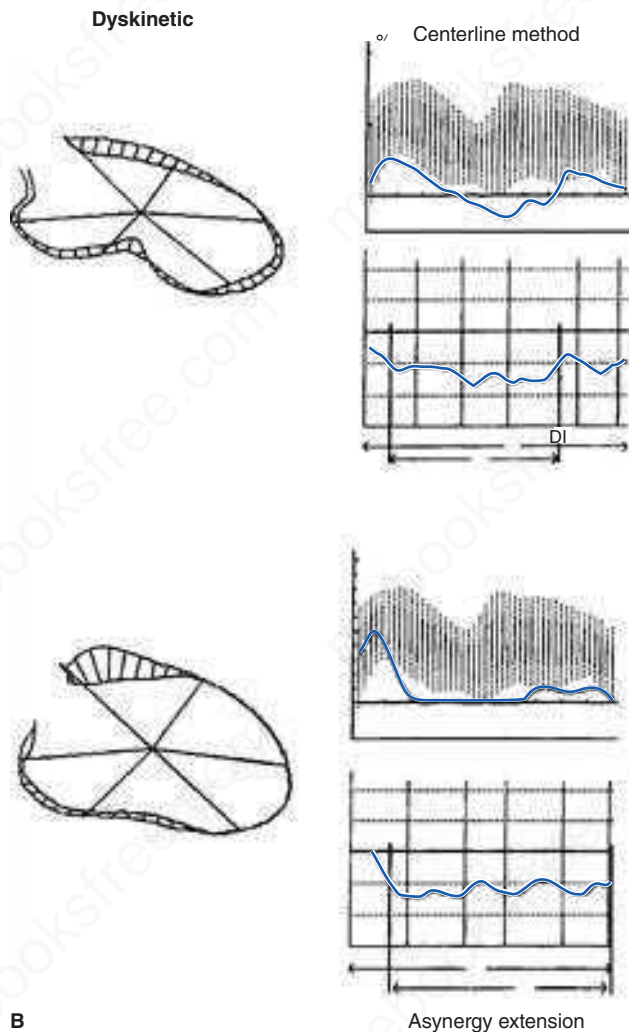 Dyskinetic
% Centerline method
DI
B
Asynergy extension